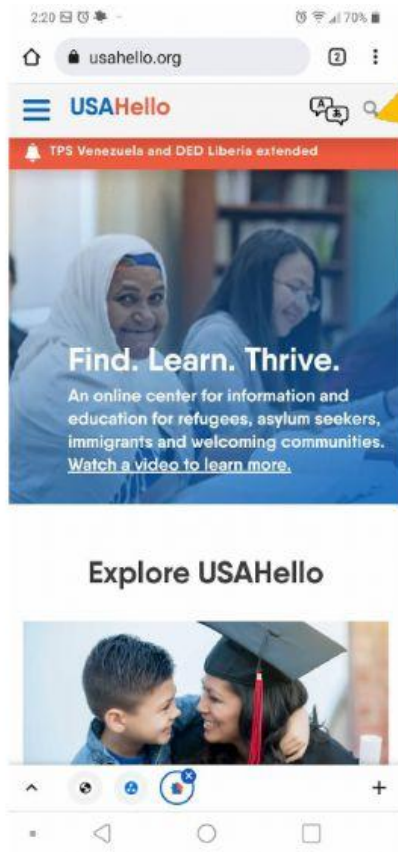 2:20
70%
usahello.org
2
USAHello
A あ
TPS Venezuela and DED Liberia extended
Find. Learn. Thrive.
An online center for information and
education for refugees, asylum seekers,
immigrants and welcoming communities.
Watch a video to learn more.
Explore USAHello